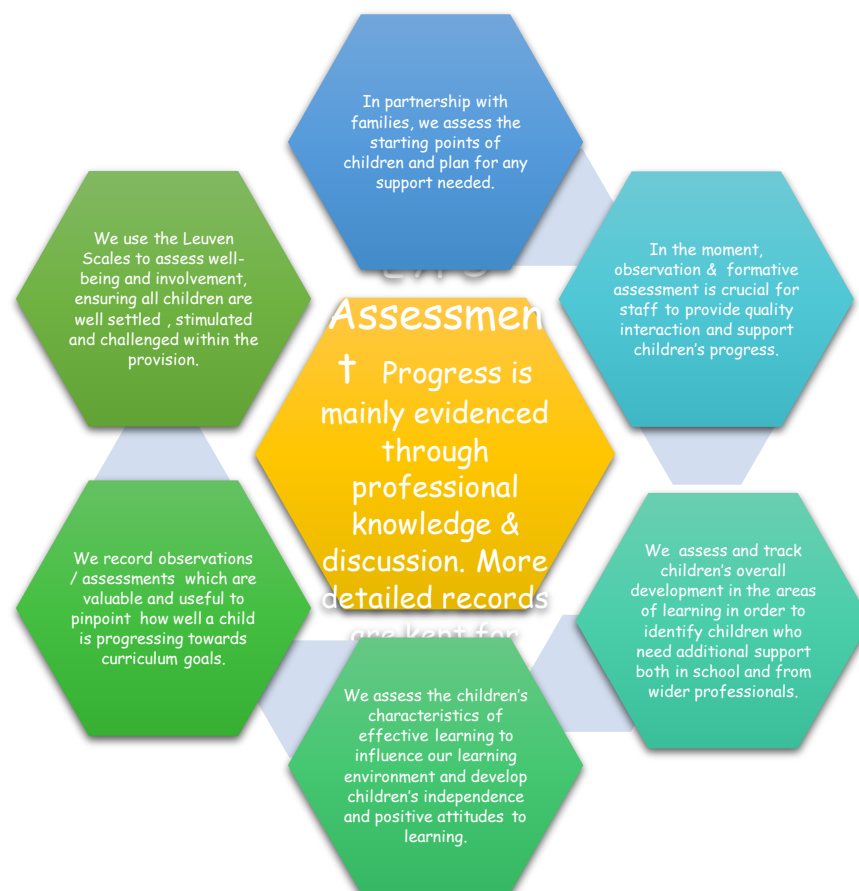 In partnership with
families, we assess the
starting points of
children and plan for any
support needed.
In the moment,
observation & formative
assessment is crucial for
staff to provide quality
interaction and support
children's progress.
We assess and track
children's overall
development in the areas
of learning in order to
identify children who
need additional support
both in school and from
wider professionals.
We assess the children's
characteristics of
effective learning to
influence our learning
environment and develop
children's independence
and positive attitudes to
learning.
We record observations
/ assessments which are
valuable and useful to
pinpoint how well a child
is progressing towards
curriculum goals.
We use the Leuven
Scales to assess well-
being and involvement,
ensuring all children are
well settled , stimulated
and challenged within the
provision.
Assessmen
t Progress is
mainly evidenced
through
professional
knowledge &
discussion. More
detailed records
are kept for